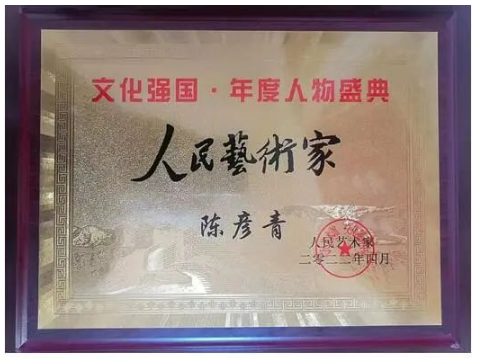 文化强国·年度人物盛典
人民藝術家
陈彦青
人民艺术家
二零二二年四月